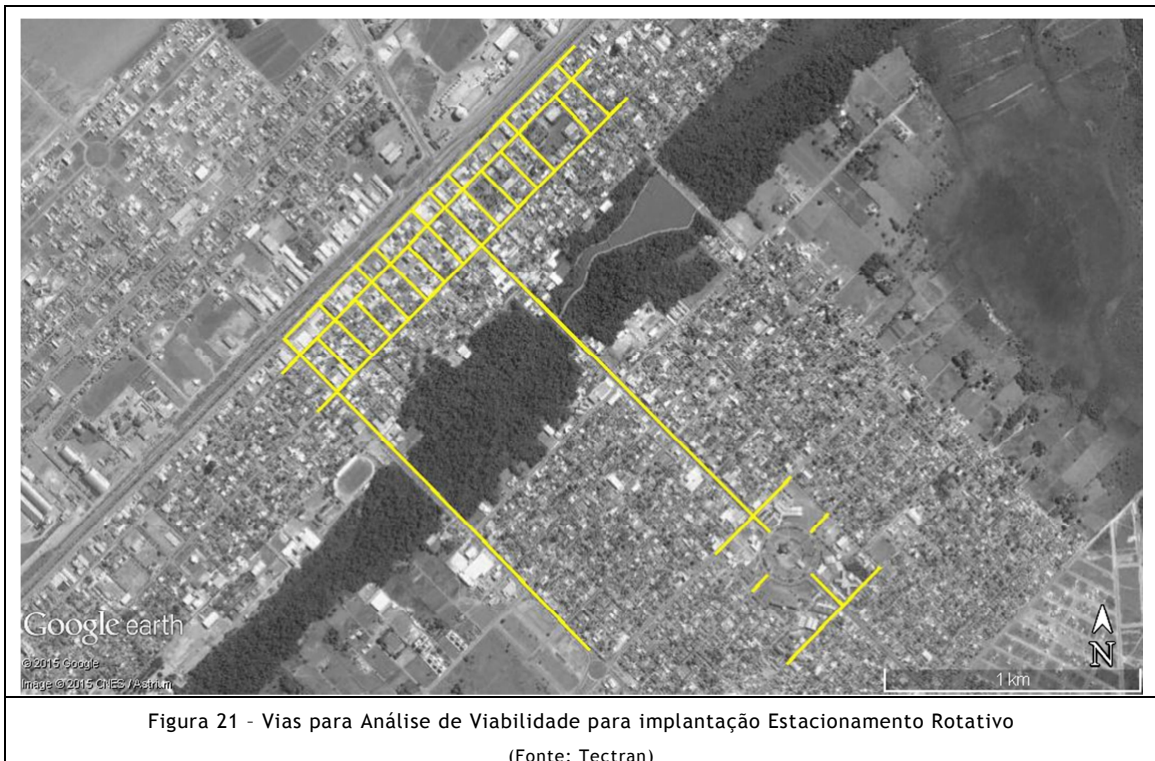 Google earth
© 2015 Google
Image © 2015 CNES / Astrium
N
1 km
Figura 21 - Vias para Análise de Viabilidade para implantação Estacionamento Rotativo
(Fonte: Tectran)